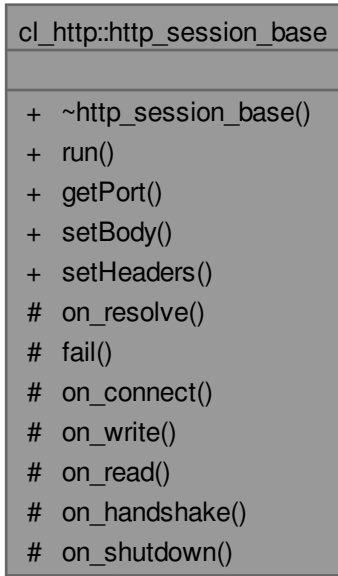 cl_http::http_session_base
+ ~http_session_base()
+ run()
+ getPort()
+ setBody()
+ setHeaders()
# on_resolve()
# fail()
# on_connect()
# on_write()
# on_read()
# on_handshake()
# on_shutdown()